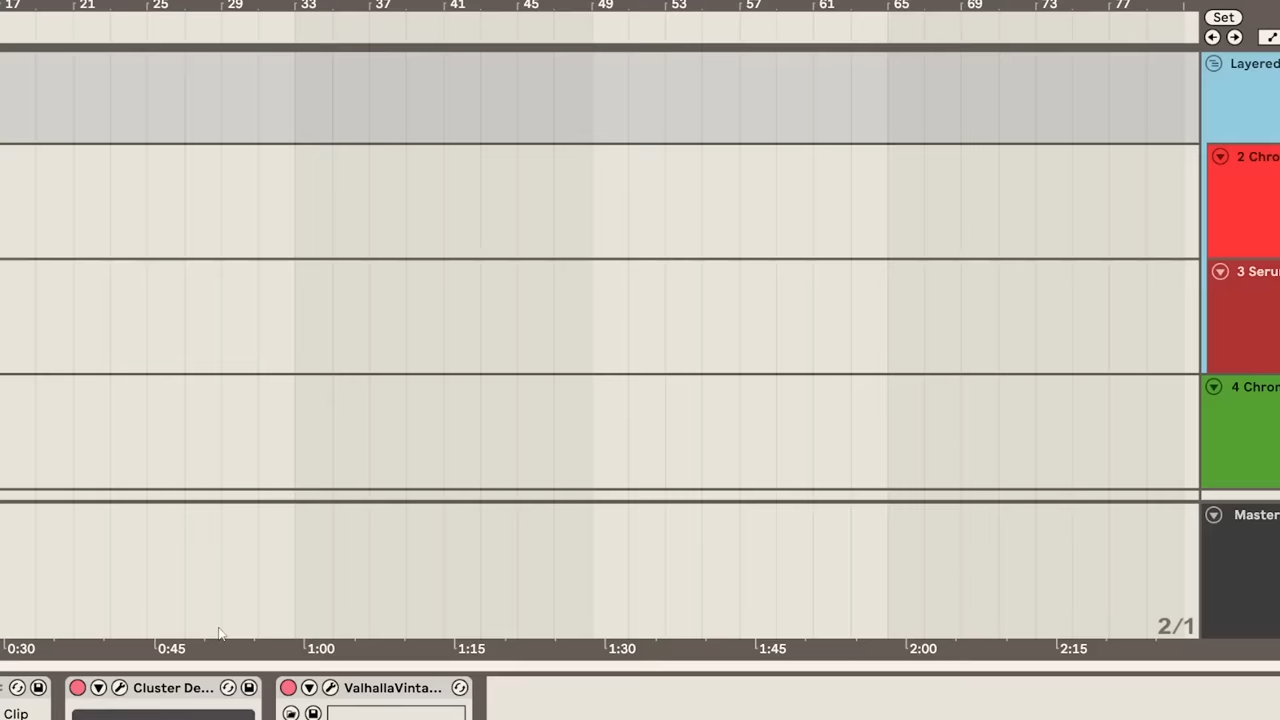 17 21 25 29 33 37 41 45 49 53 57 61 65 69 73 77
Set
Layered
2 Chro
3 Seru
4 Chron
Master
2/1
0:30 0:45 1:00 1:15 1:30 1:45 2:00 2:15
Cluster De... ValhallaVinta...
Clip